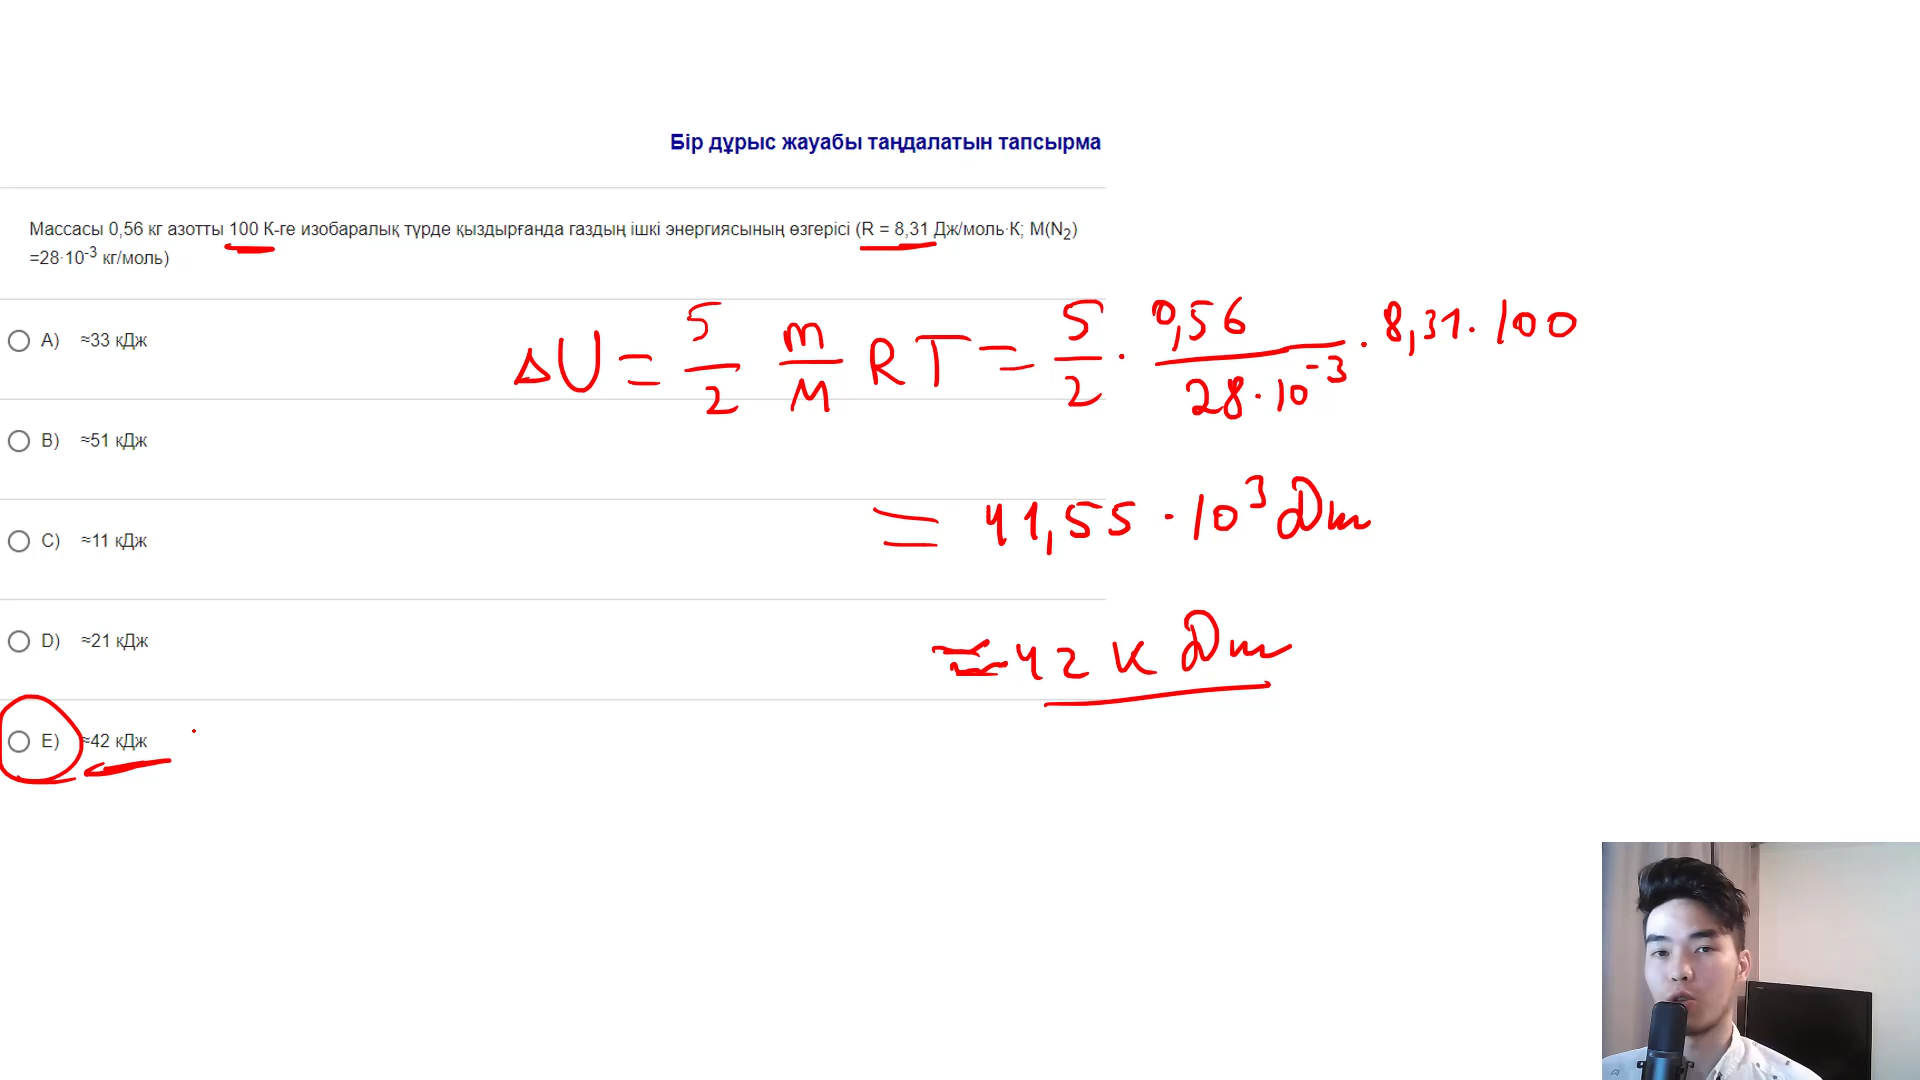 Бір дұрыс жауабы таңдалатын тапсырма
Массасы 0,56 кг азотты 100 К-ге изобаралық түрде қыздырғанда газдың ішкі энергиясының өзгерісі (R = 8,31 Дж/моль·К; M(N₂)
=28·10⁻³ кг/моль)
A) ≈33 кДж
ΔU = 5/2 m/M RT = 5/2 · 0,56/28·10⁻³ · 8,31·100
B) ≈51 кДж
= 41,55·10³ Дж
C) ≈11 кДж
D) ≈21 кДж
≈42 кДж
E) ≈42 кДж